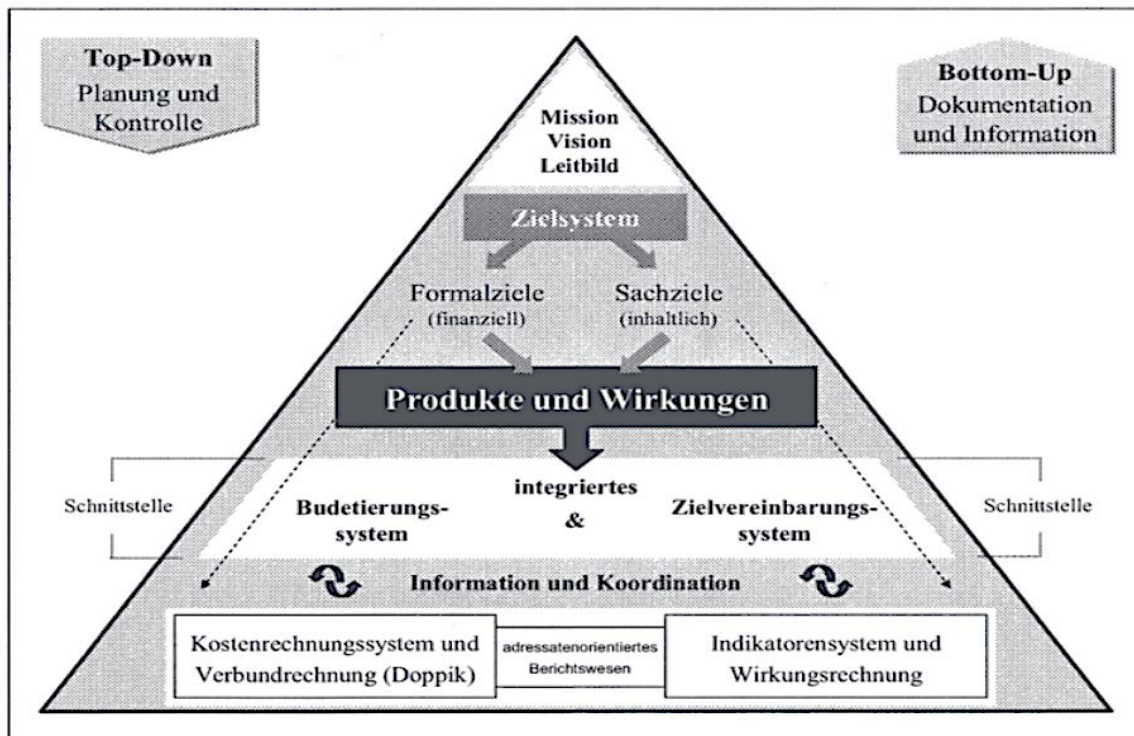 Top-Down
Planung und
Kontrolle
Bottom-Up
Dokumentation
und Information
Mission
Vision
Leitbild
Zielsystem
Formalziele
(finanziell)
Sachziele
(inhaltlich)
Produkte und Wirkungen
Schnittstelle
Budetierungs-
system
integriertes
&
Zielvereinbarungs-
system
Schnittstelle
Information und Koordination
Kostenrechnungssystem und
Verbundrechnung (Doppik)
adressatenorientiertes
Berichtswesen
Indikatorensystem und
Wirkungsrechnung